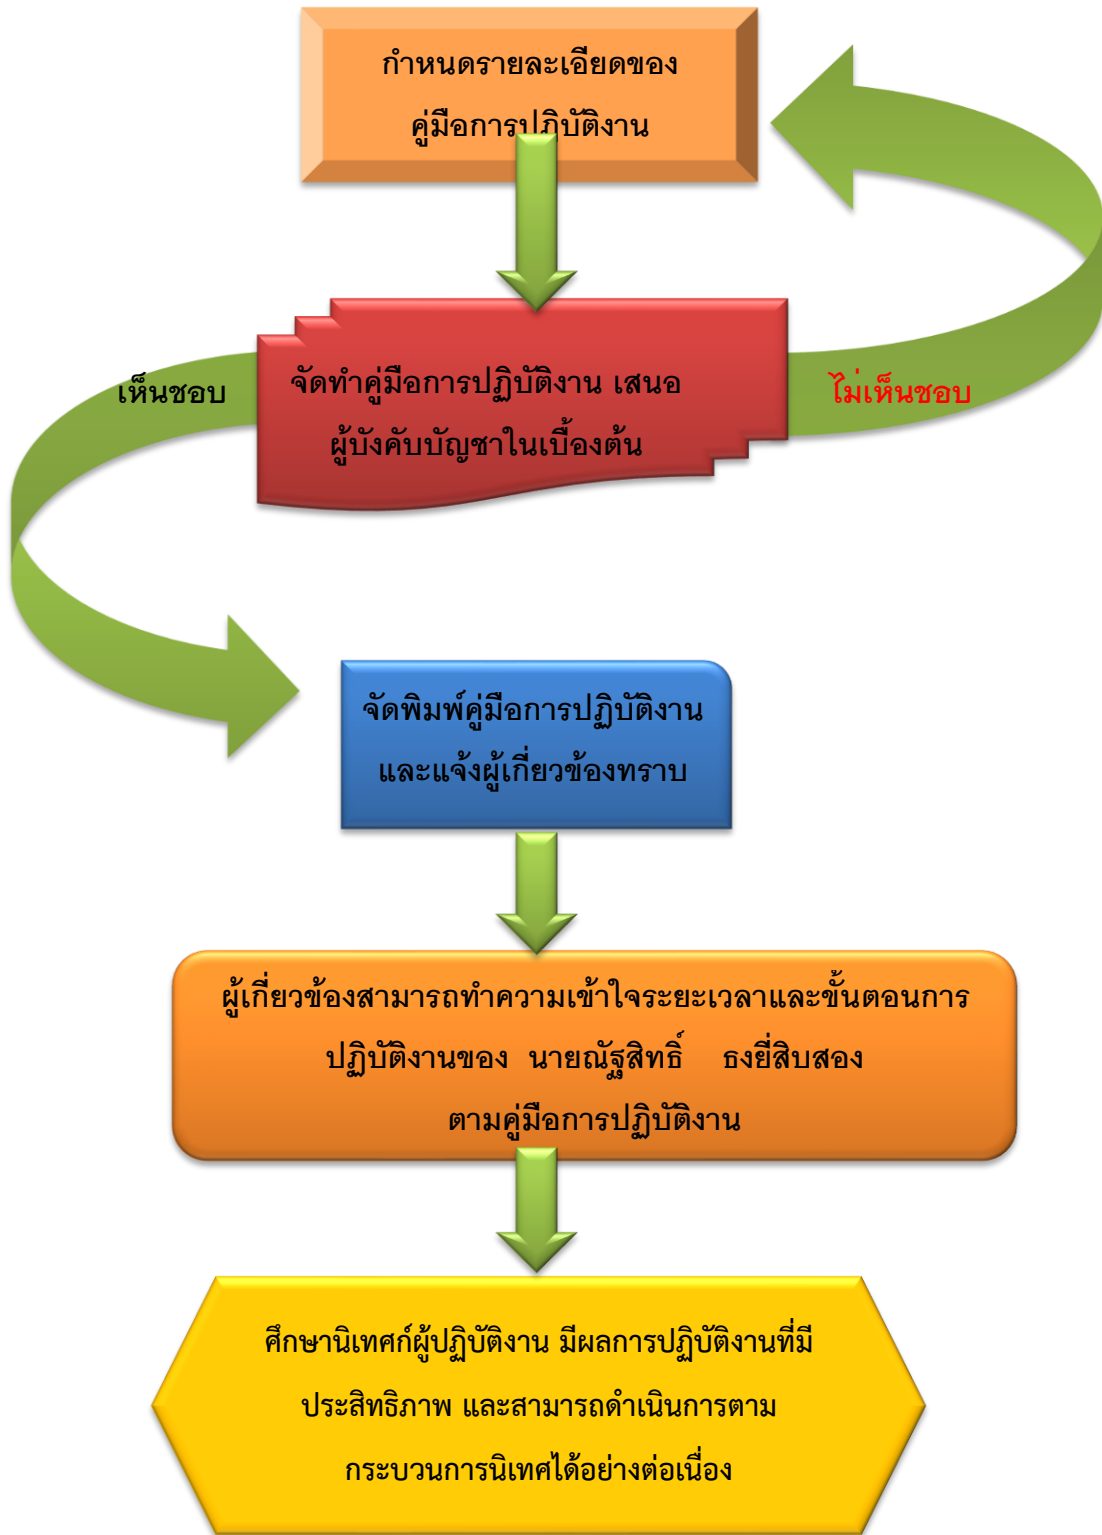 กำหนดรายละเอียดของ
คู่มือการปฏิบัติงาน
เห็นชอบ
จัดทำคู่มือการปฏิบัติงาน เสนอ
ผู้บังคับบัญชาในเบื้องต้น
ไม่เห็นชอบ
จัดพิมพ์คู่มือการปฏิบัติงาน
และแจ้งผู้เกี่ยวข้องทราบ
ผู้เกี่ยวข้องสามารถทำความเข้าใจระยะเวลาและขั้นตอนการ
ปฏิบัติงานของ นายณัฐสิทธิ์ ธงยี่สิบสอง
ตามคู่มือการปฏิบัติงาน
ศึกษานิเทศก์ผู้ปฏิบัติงาน มีผลการปฏิบัติงานที่มี
ประสิทธิภาพ และสามารถดำเนินการตาม
กระบวนการนิเทศได้อย่างต่อเนื่อง